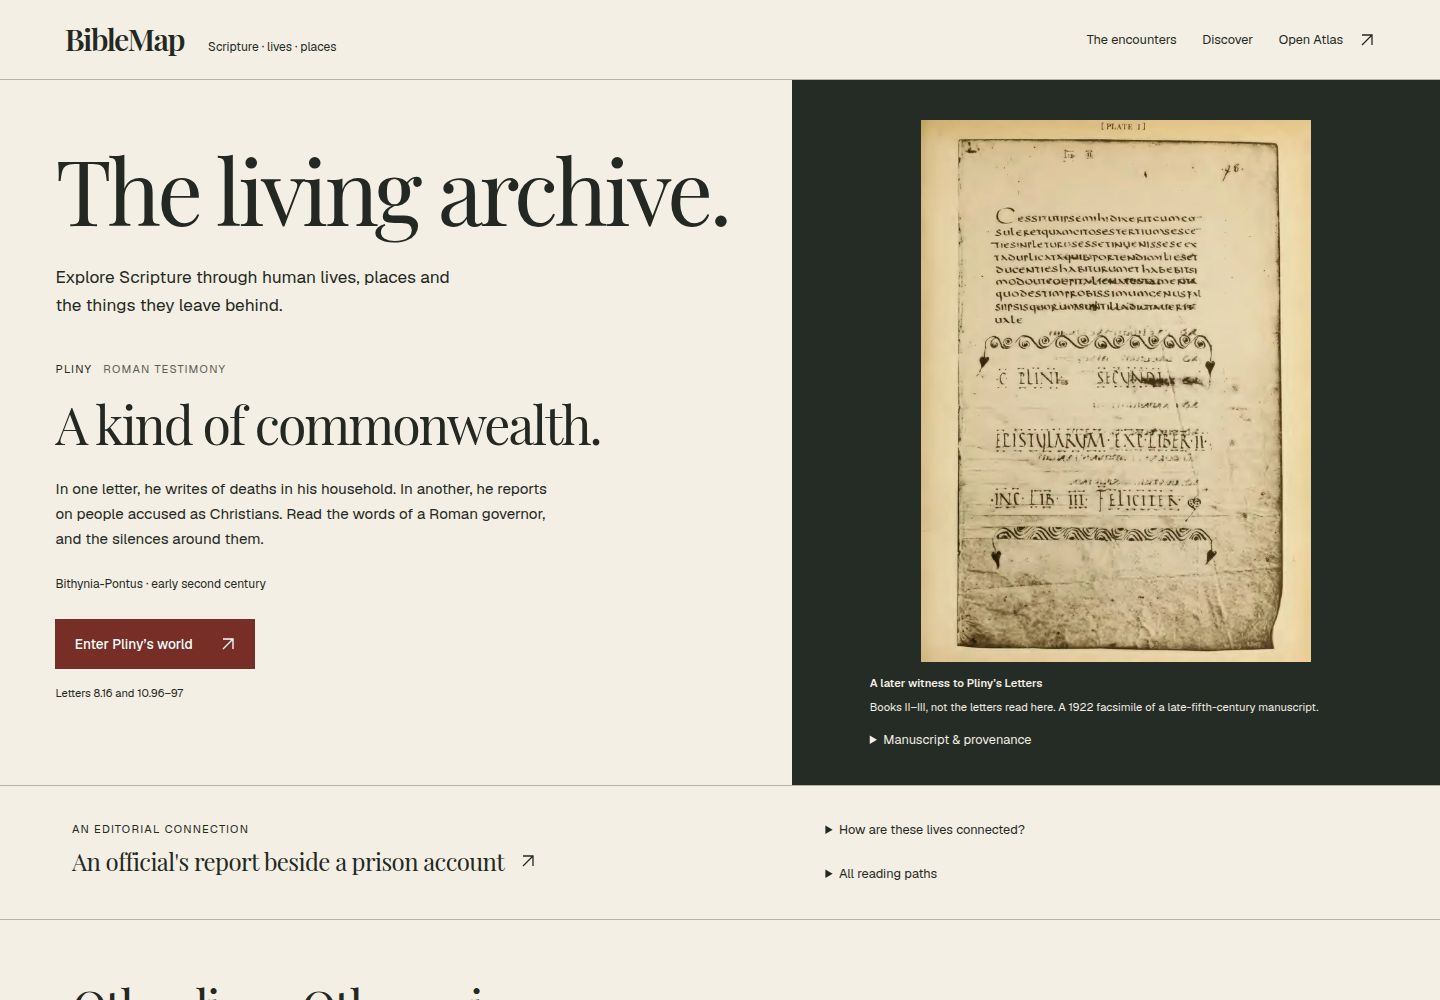 BibleMap
Scripture · lives · places
The encounters
Discover
Open Atlas
The living archive.
Explore Scripture through human lives, places and
the things they leave behind.
PLINY ROMAN TESTIMONY
A kind of commonwealth.
In one letter, he writes of deaths in his household. In another, he reports
on people accused as Christians. Read the words of a Roman governor,
and the silences around them.
Bithynia-Pontus · early second century
Enter Pliny’s world
Letters 8.16 and 10.96–97
[PLATE I]
uale
SECUNDI
EPISTULARUM · EXP · LIBER · II ·
· INC · LIB · III · FELICITER
A later witness to Pliny’s Letters
Books II–III, not the letters read here. A 1922 facsimile of a late-fifth-century manuscript.
Manuscript & provenance
AN EDITORIAL CONNECTION
An official's report beside a prison account
How are these lives connected?
All reading paths